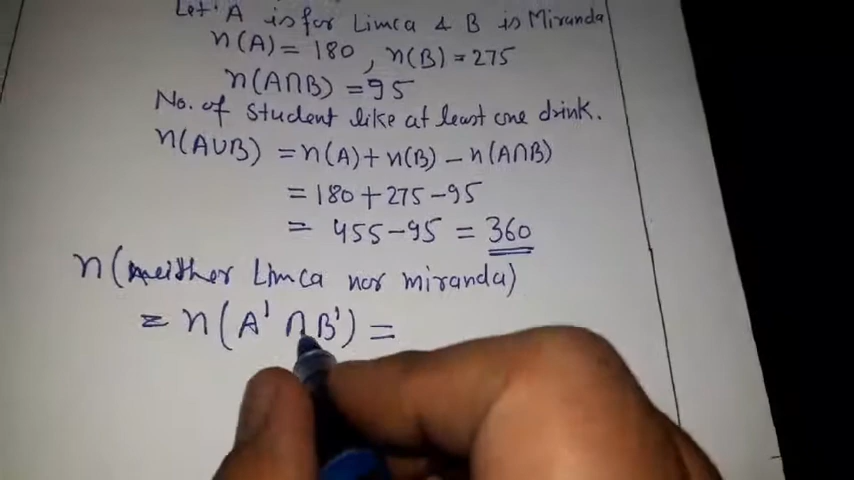 Let A is for Limca & B is Miranda
n(A) = 180, n(B) = 275
n(A∩B) = 95
No. of student like at least one drink.
n(A∪B) = n(A) + n(B) - n(A∩B)
= 180 + 275 - 95
= 455 - 95 = 360
n(neither Limca nor miranda)
= n(A' ∩ B') =